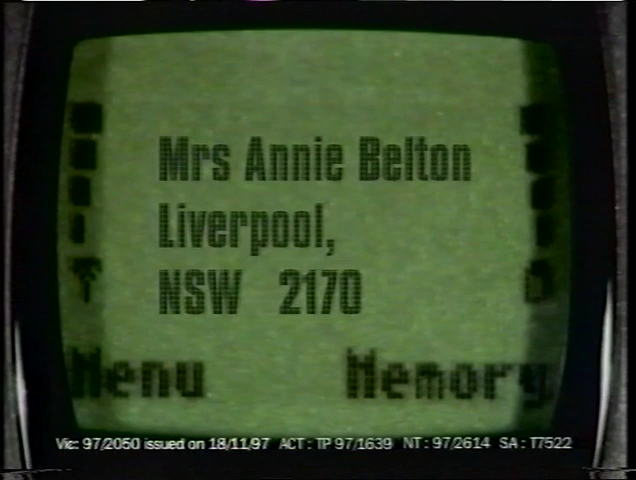 Mrs Annie Belton
Liverpool,
NSW 2170
Menu Memory
Vic: 97/2050 issued on 18/11/97 ACT: TP 97/1639 NT: 97/2614 SA: T7522